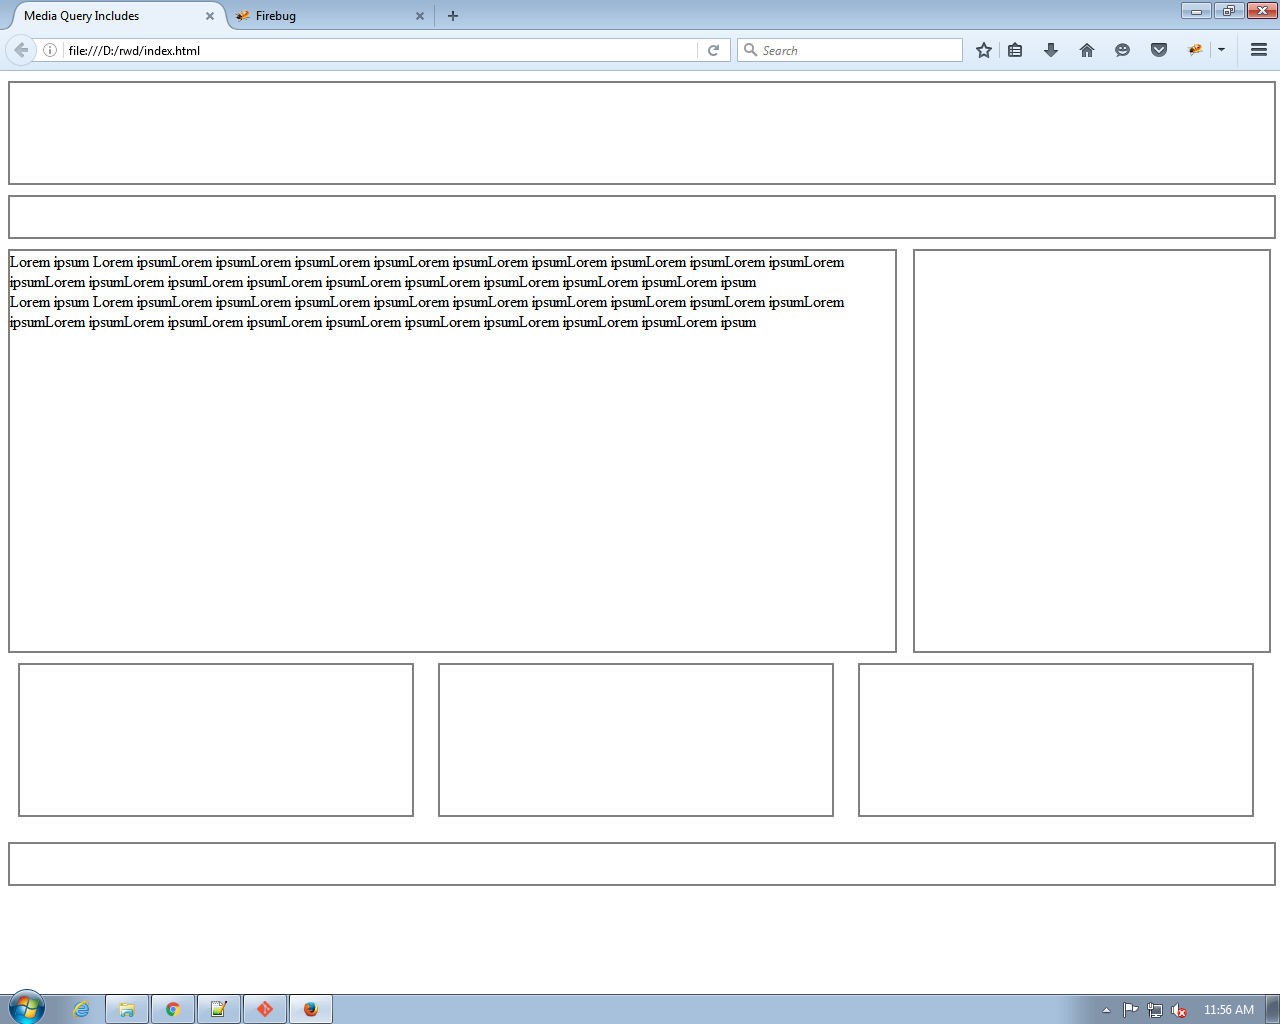 Media Query Includes
Firebug
file:///D:/rwd/index.html
Search
Lorem ipsum Lorem ipsumLorem ipsumLorem ipsumLorem ipsumLorem ipsumLorem ipsumLorem ipsumLorem ipsumLorem ipsumLorem
ipsumLorem ipsumLorem ipsumLorem ipsumLorem ipsumLorem ipsumLorem ipsumLorem ipsumLorem ipsumLorem ipsum
Lorem ipsum Lorem ipsumLorem ipsumLorem ipsumLorem ipsumLorem ipsumLorem ipsumLorem ipsumLorem ipsumLorem ipsumLorem
ipsumLorem ipsumLorem ipsumLorem ipsumLorem ipsumLorem ipsumLorem ipsumLorem ipsumLorem ipsumLorem ipsum
11:56 AM